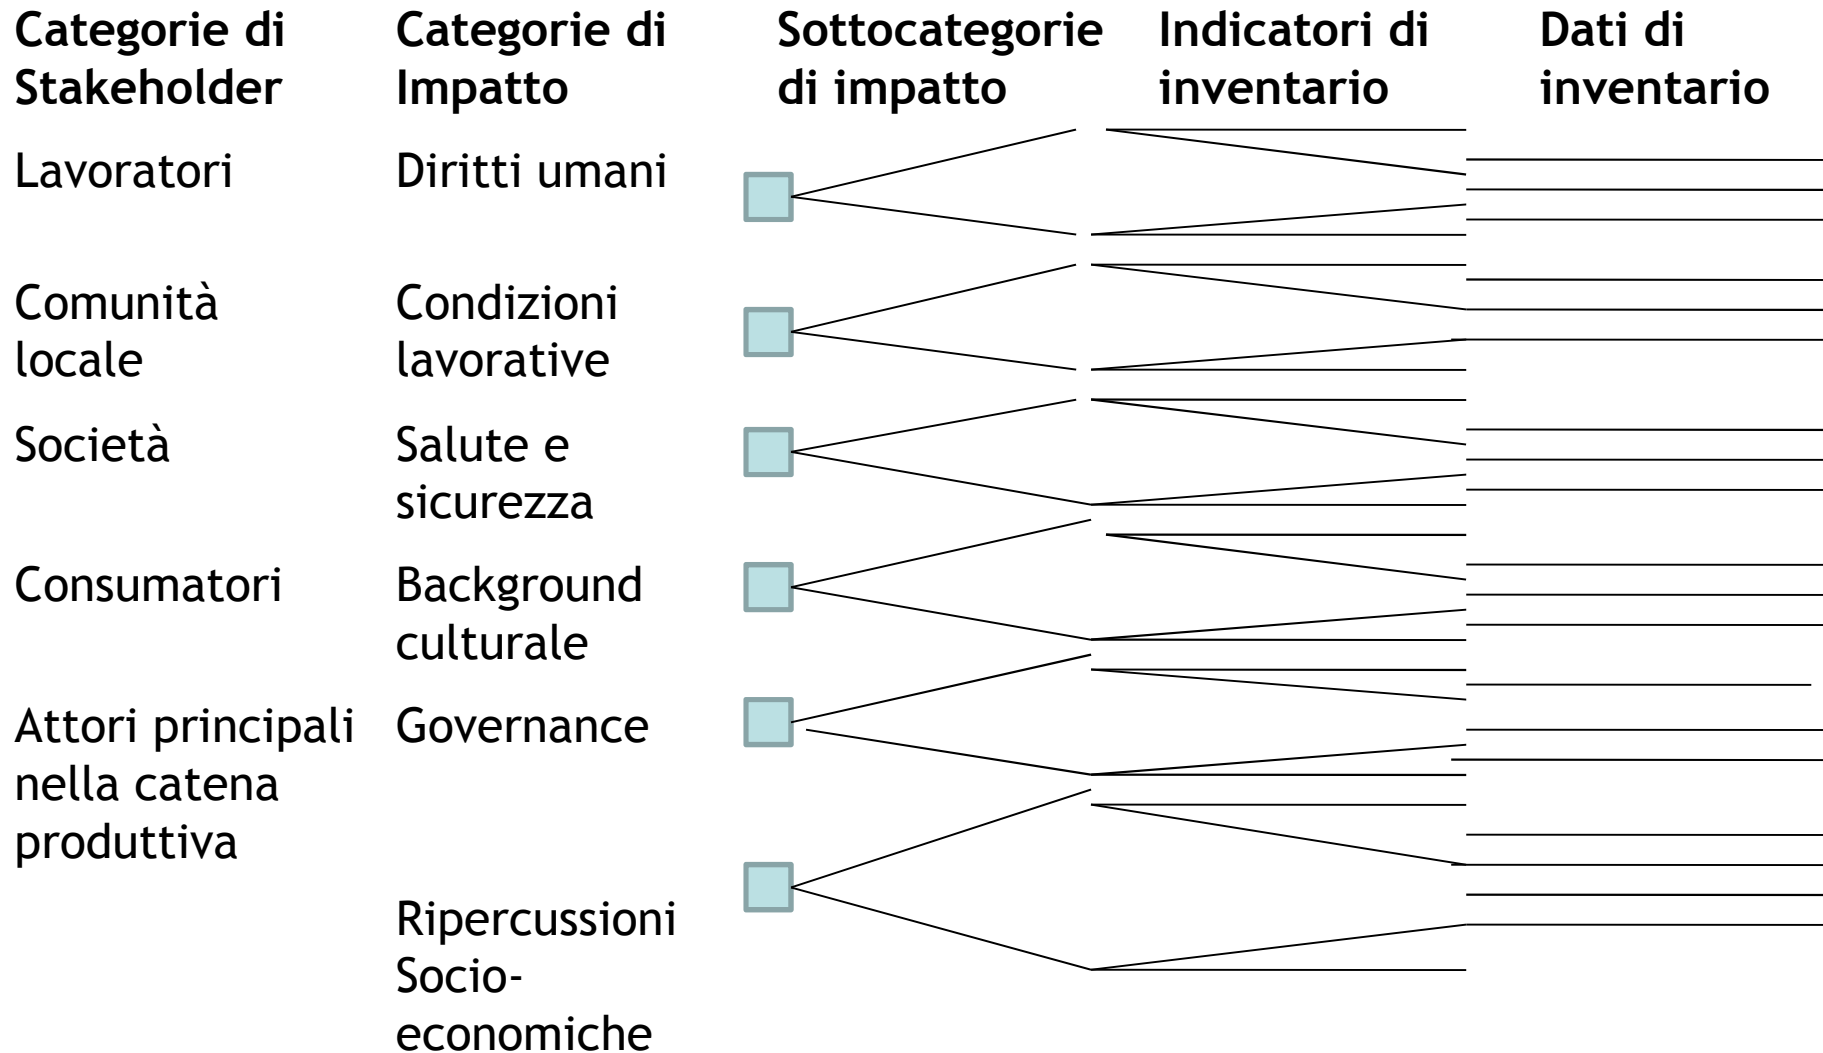 Categorie di
Stakeholder
Categorie di
Impatto
Sottocategorie
di impatto
Indicatori di
inventario
Dati di
inventario
Lavoratori
Diritti umani
Comunità
locale
Condizioni
lavorative
Società
Salute e
sicurezza
Consumatori
Background
culturale
Attori principali
nella catena
produttiva
Governance
Ripercussioni
Socio-
economiche